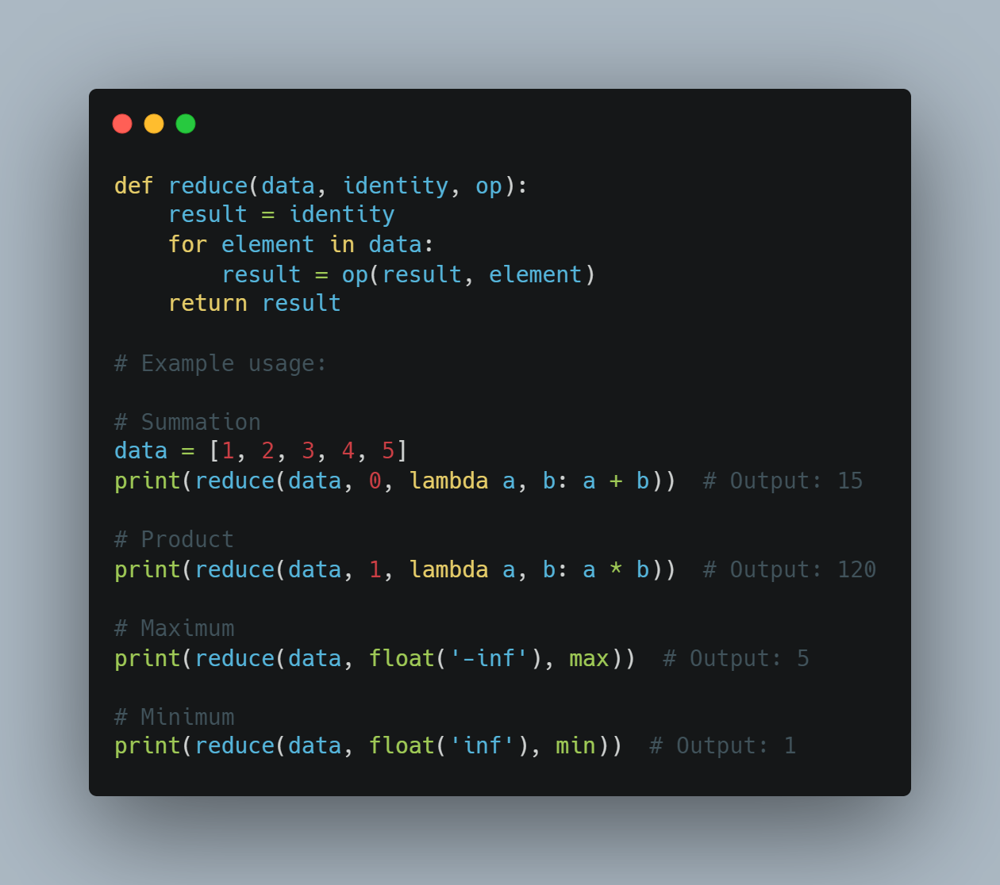 def reduce(data, identity, op):
    result = identity
    for element in data:
        result = op(result, element)
    return result

# Example usage:

# Summation
data = [1, 2, 3, 4, 5]
print(reduce(data, 0, lambda a, b: a + b))  # Output: 15

# Product
print(reduce(data, 1, lambda a, b: a * b))  # Output: 120

# Maximum
print(reduce(data, float('-inf'), max))  # Output: 5

# Minimum
print(reduce(data, float('inf'), min))  # Output: 1